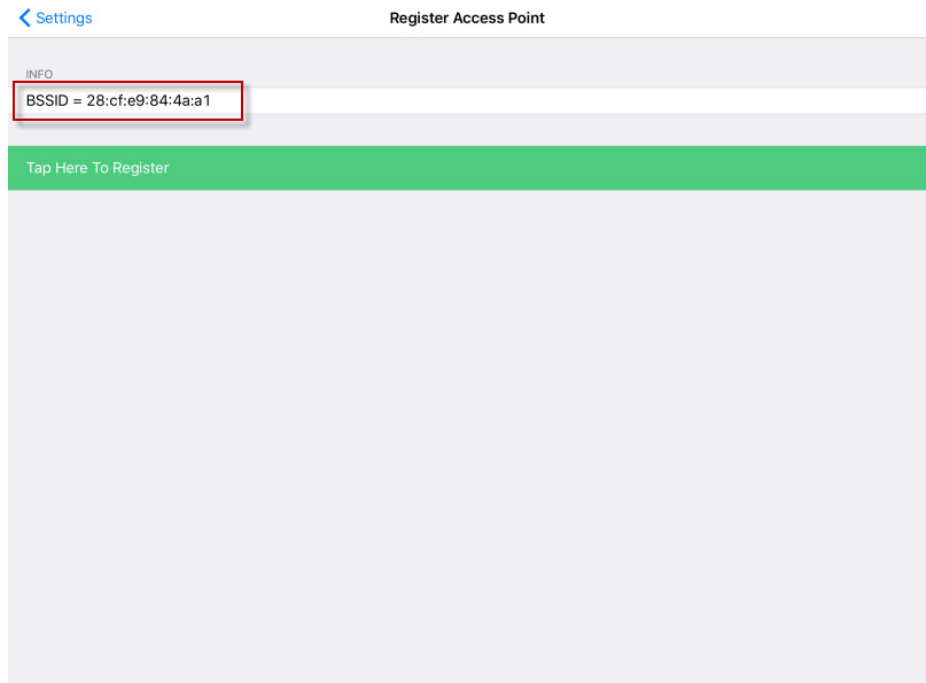 Settings
Register Access Point
INFO
BSSID = 28:cf:e9:84:4a:a1
Tap Here To Register